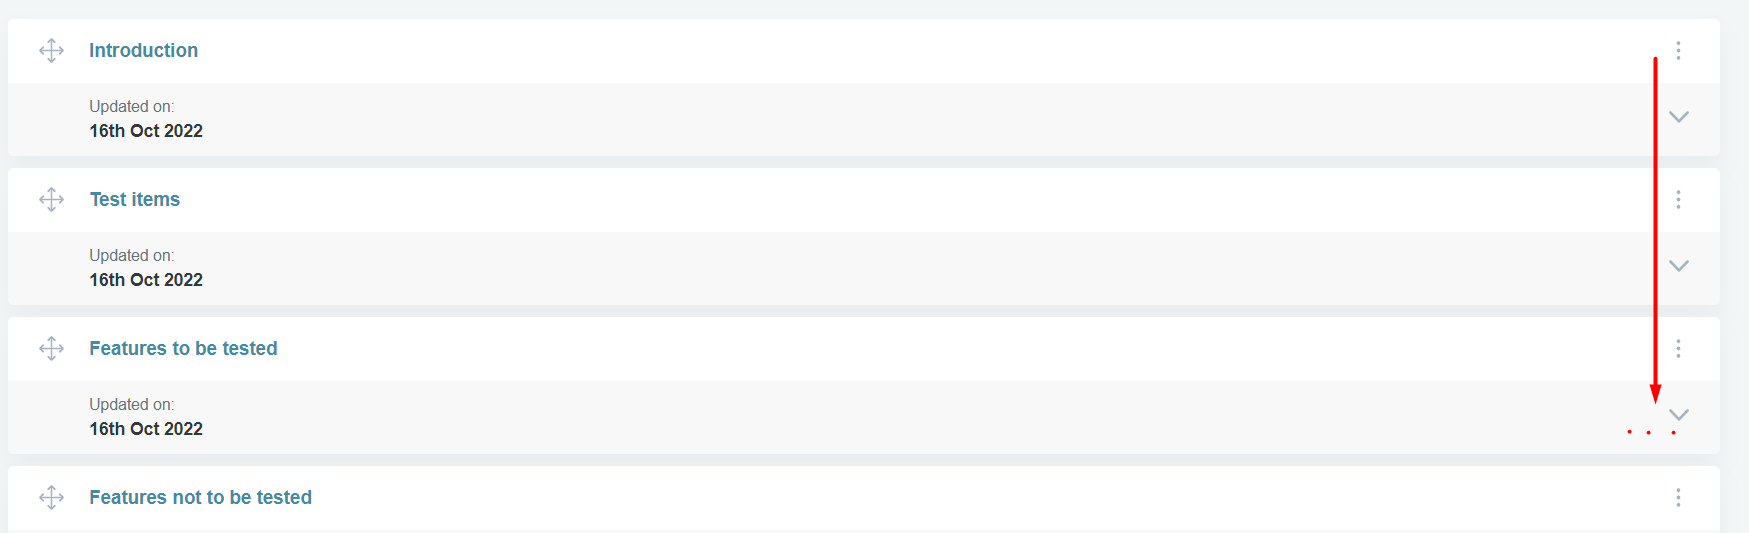 Introduction
Updated on:
16th Oct 2022
Test items
Updated on:
16th Oct 2022
Features to be tested
Updated on:
16th Oct 2022
Features not to be tested